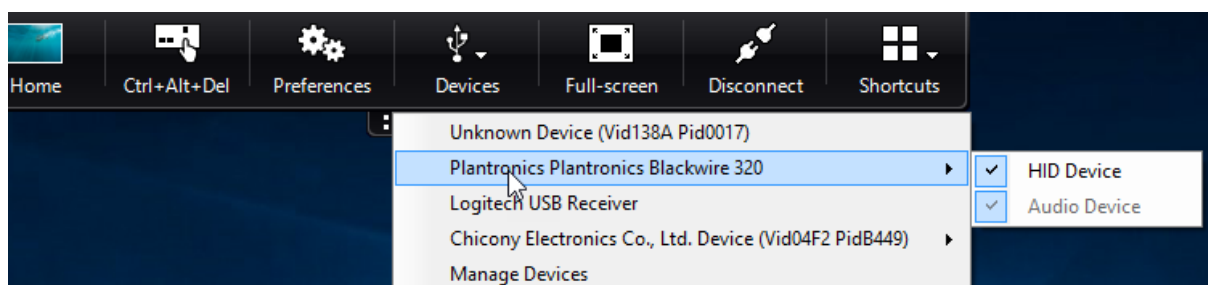 Home Ctrl+Alt+Del Preferences Devices Full-screen Disconnect Shortcuts
Unknown Device (Vid138A Pid0017)
Plantronics Plantronics Blackwire 320
HID Device
Logitech USB Receiver
Audio Device
Chicony Electronics Co., Ltd. Device (Vid04F2 PidB449)
Manage Devices